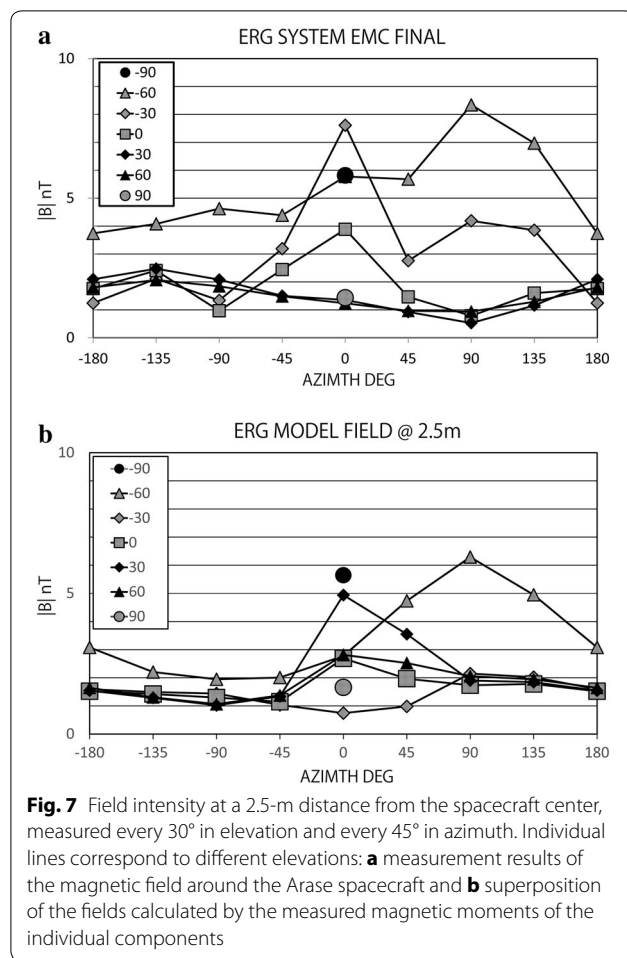 a
ERG SYSTEM EMC FINAL
10
5
0
|B| nT
-90
-60
-30
0
30
60
90
-180 -135 -90 -45 0 45 90 135 180
AZIMTH DEG
b
ERG MODEL FIELD @ 2.5m
10
5
0
|B| nT
-90
-60
-30
0
30
60
90
-180 -135 -90 -45 0 45 90 135 180
AZIMTH DEG
Fig. 7 Field intensity at a 2.5-m distance from the spacecraft center,
measured every 30° in elevation and every 45° in azimuth. Individual
lines correspond to different elevations: a measurement results of
the magnetic field around the Arase spacecraft and b superposition
of the fields calculated by the measured magnetic moments of the
individual components